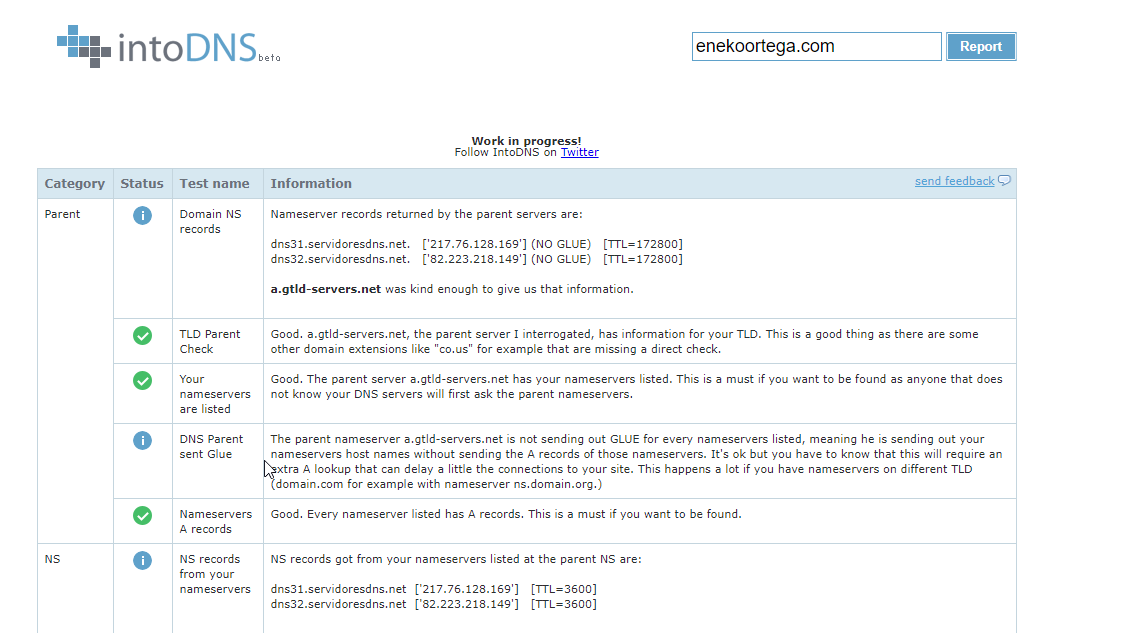 intoDNS beta
enekoortega.com
Report
Work in progress!
Follow IntoDNS on Twitter
Category Status Test name Information send feedback
Parent
Domain NS
records
Nameserver records returned by the parent servers are:
dns31.servidoresdns.net. ['217.76.128.169'] (NO GLUE) [TTL=172800]
dns32.servidoresdns.net. ['82.223.218.149'] (NO GLUE) [TTL=172800]
a.gtld-servers.net was kind enough to give us that information.
TLD Parent
Check
Good. a.gtld-servers.net, the parent server I interrogated, has information for your TLD. This is a good thing as there are some
other domain extensions like "co.us" for example that are missing a direct check.
Your
nameservers
are listed
Good. The parent server a.gtld-servers.net has your nameservers listed. This is a must if you want to be found as anyone that does
not know your DNS servers will first ask the parent nameservers.
DNS Parent
sent Glue
The parent nameserver a.gtld-servers.net is not sending out GLUE for every nameservers listed, meaning he is sending out your
nameservers host names without sending the A records of those nameservers. It's ok but you have to know that this will require an
extra A lookup that can delay a little the connections to your site. This happens a lot if you have nameservers on different TLD
(domain.com for example with nameserver ns.domain.org.)
Nameservers
A records
Good. Every nameserver listed has A records. This is a must if you want to be found.
NS
NS records
from your
nameservers
NS records got from your nameservers listed at the parent NS are:
dns31.servidoresdns.net ['217.76.128.169'] [TTL=3600]
dns32.servidoresdns.net ['82.223.218.149'] [TTL=3600]